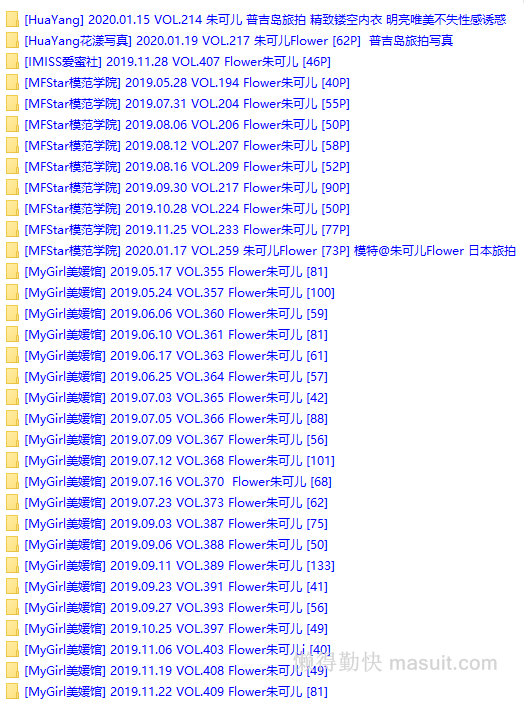 [HuaYang] 2020.01.15 VOL.214 朱可儿 普吉岛旅拍 精致镂空内衣 明亮唯美不失性感诱惑
[HuaYang花漾写真] 2020.01.19 VOL.217 朱可儿Flower [62P]  普吉岛旅拍写真
[IMISS爱蜜社] 2019.11.28 VOL.407 Flower朱可儿 [46P]
[MFStar模范学院] 2019.05.28 VOL.194 Flower朱可儿 [40P]
[MFStar模范学院] 2019.07.31 VOL.204 Flower朱可儿 [55P]
[MFStar模范学院] 2019.08.06 VOL.206 Flower朱可儿 [50P]
[MFStar模范学院] 2019.08.12 VOL.207 Flower朱可儿 [58P]
[MFStar模范学院] 2019.08.16 VOL.209 Flower朱可儿 [52P]
[MFStar模范学院] 2019.09.30 VOL.217 Flower朱可儿 [90P]
[MFStar模范学院] 2019.10.28 VOL.224 Flower朱可儿 [50P]
[MFStar模范学院] 2019.11.25 VOL.233 Flower朱可儿 [77P]
[MFStar模范学院] 2020.01.17 VOL.259 朱可儿Flower [73P] 模特@朱可儿Flower 日本旅拍
[MyGirl美媛馆] 2019.05.17 VOL.355 Flower朱可儿 [81]
[MyGirl美媛馆] 2019.05.24 VOL.357 Flower朱可儿 [100]
[MyGirl美媛馆] 2019.06.06 VOL.360 Flower朱可儿 [59]
[MyGirl美媛馆] 2019.06.10 VOL.361 Flower朱可儿 [81]
[MyGirl美媛馆] 2019.06.17 VOL.363 Flower朱可儿 [61]
[MyGirl美媛馆] 2019.06.25 VOL.364 Flower朱可儿 [57]
[MyGirl美媛馆] 2019.07.03 VOL.365 Flower朱可儿 [42]
[MyGirl美媛馆] 2019.07.05 VOL.366 Flower朱可儿 [88]
[MyGirl美媛馆] 2019.07.09 VOL.367 Flower朱可儿 [56]
[MyGirl美媛馆] 2019.07.12 VOL.368 Flower朱可儿 [101]
[MyGirl美媛馆] 2019.07.16 VOL.370  Flower朱可儿 [68]
[MyGirl美媛馆] 2019.07.23 VOL.373 Flower朱可儿 [62]
[MyGirl美媛馆] 2019.09.03 VOL.387 Flower朱可儿 [75]
[MyGirl美媛馆] 2019.09.06 VOL.388 Flower朱可儿 [50]
[MyGirl美媛馆] 2019.09.11 VOL.389 Flower朱可儿 [133]
[MyGirl美媛馆] 2019.09.23 VOL.391 Flower朱可儿 [41]
[MyGirl美媛馆] 2019.09.27 VOL.393 Flower朱可儿 [56]
[MyGirl美媛馆] 2019.10.25 VOL.397 Flower朱可儿 [49]
[MyGirl美媛馆] 2019.11.06 VOL.403 Flower朱可儿i [40]
[MyGirl美媛馆] 2019.11.19 VOL.408 Flower朱可儿 [49]
[MyGirl美媛馆] 2019.11.22 VOL.409 Flower朱可儿 [81]
懒得勤快 masuit.com